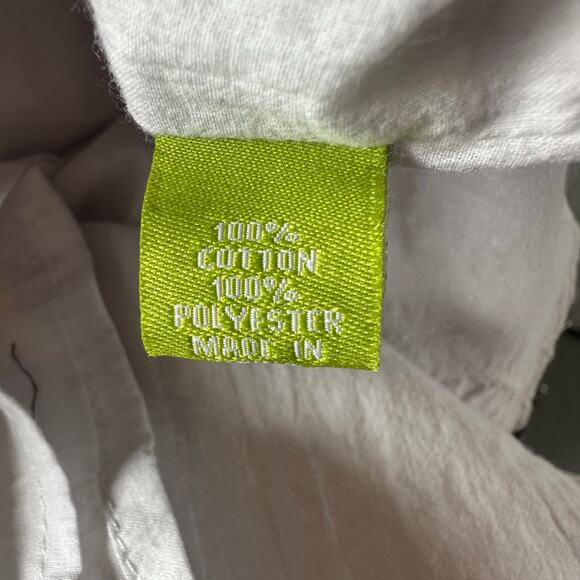 100%
COTTON
100%
POLYESTER
MADE IN